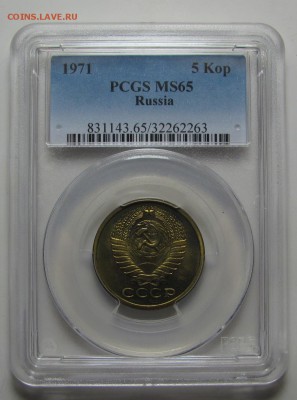 COINS.LAVE.RU
1971 5 Kop
PCGS MS65
Russia
831143.65/32262263
СССР